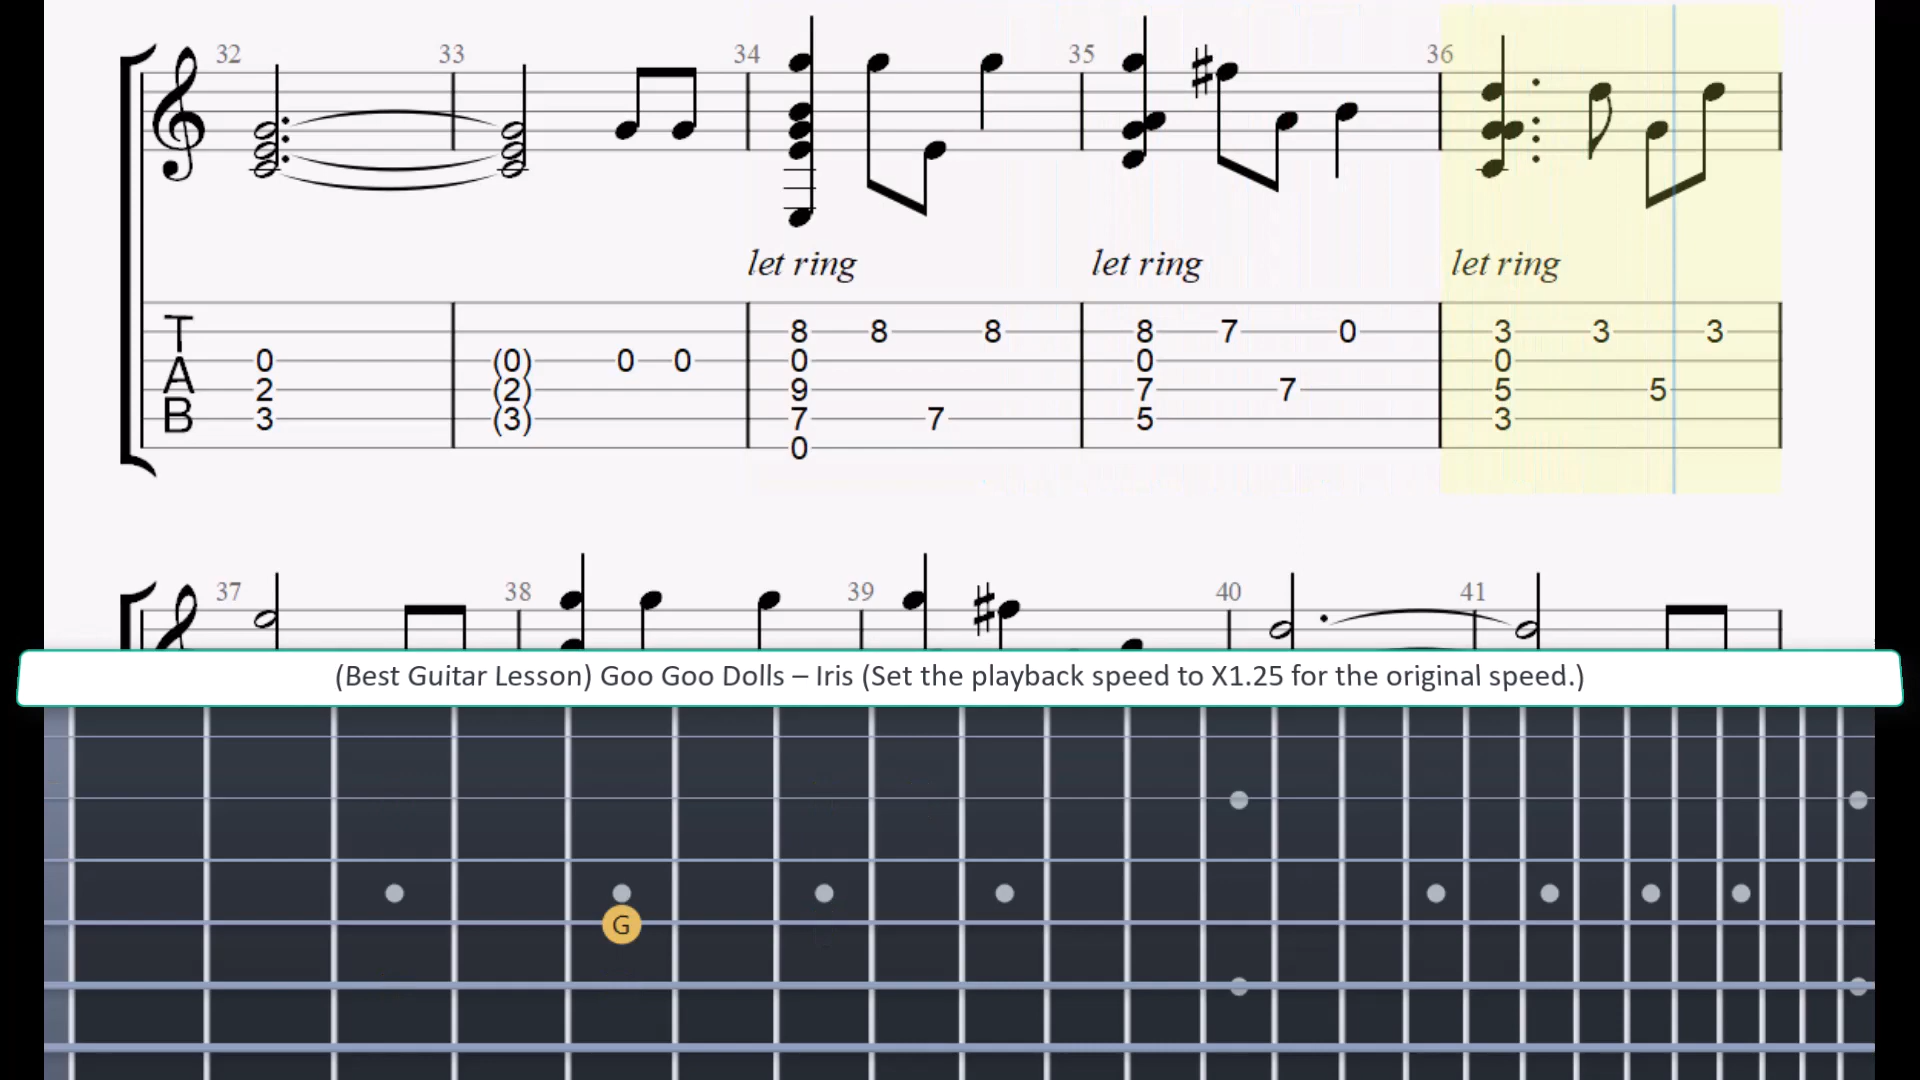 32 33 34 35 36
let ring let ring let ring
T 8 8 8 8 7 0 3 3 3
A 0 (0) 0 0 0 0 0
2 (2) 9 7 7 5 5
B 3 (3) 7 7 5 3
0
37 38 39 40 41
(Best Guitar Lesson) Goo Goo Dolls – Iris (Set the playback speed to X1.25 for the original speed.)
G